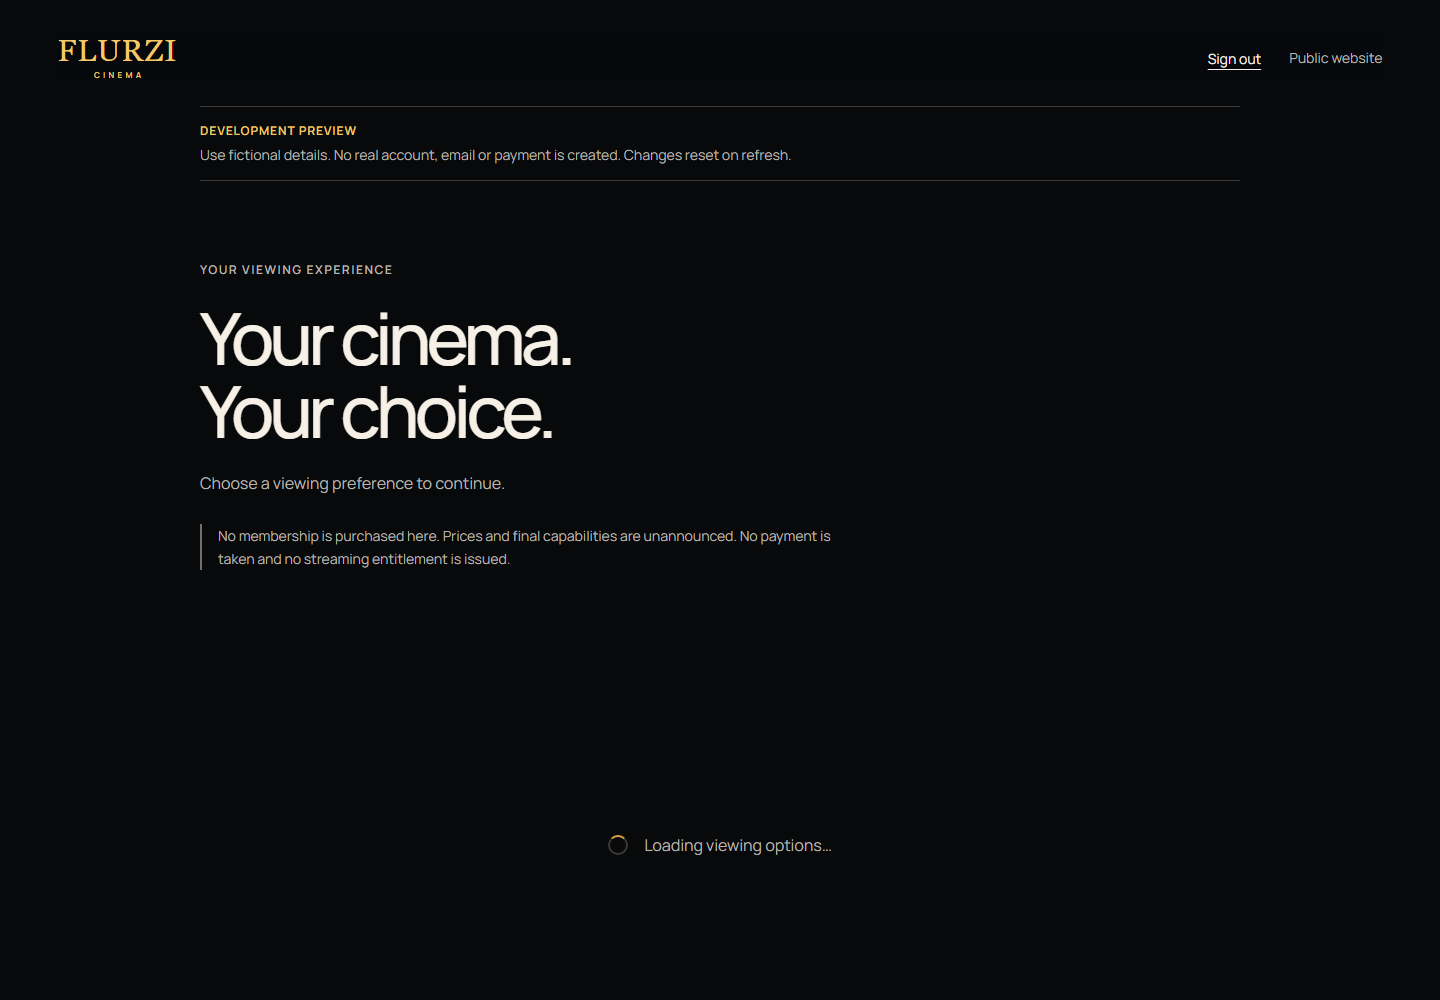 FLURZI
CINEMA
Sign out
Public website
DEVELOPMENT PREVIEW
Use fictional details. No real account, email or payment is created. Changes reset on refresh.
YOUR VIEWING EXPERIENCE
Your cinema.
Your choice.
Choose a viewing preference to continue.
No membership is purchased here. Prices and final capabilities are unannounced. No payment is
taken and no streaming entitlement is issued.
Loading viewing options…